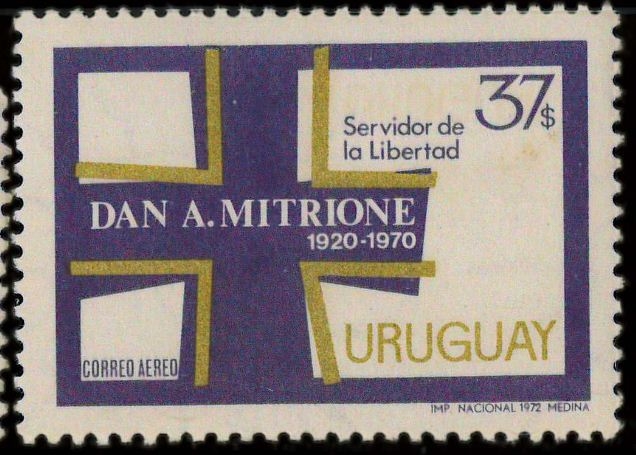 37$
Servidor de
la Libertad
DAN A. MITRIONE
1920-1970
URUGUAY
CORREO AEREO
IMP. NACIONAL 1972 MEDINA